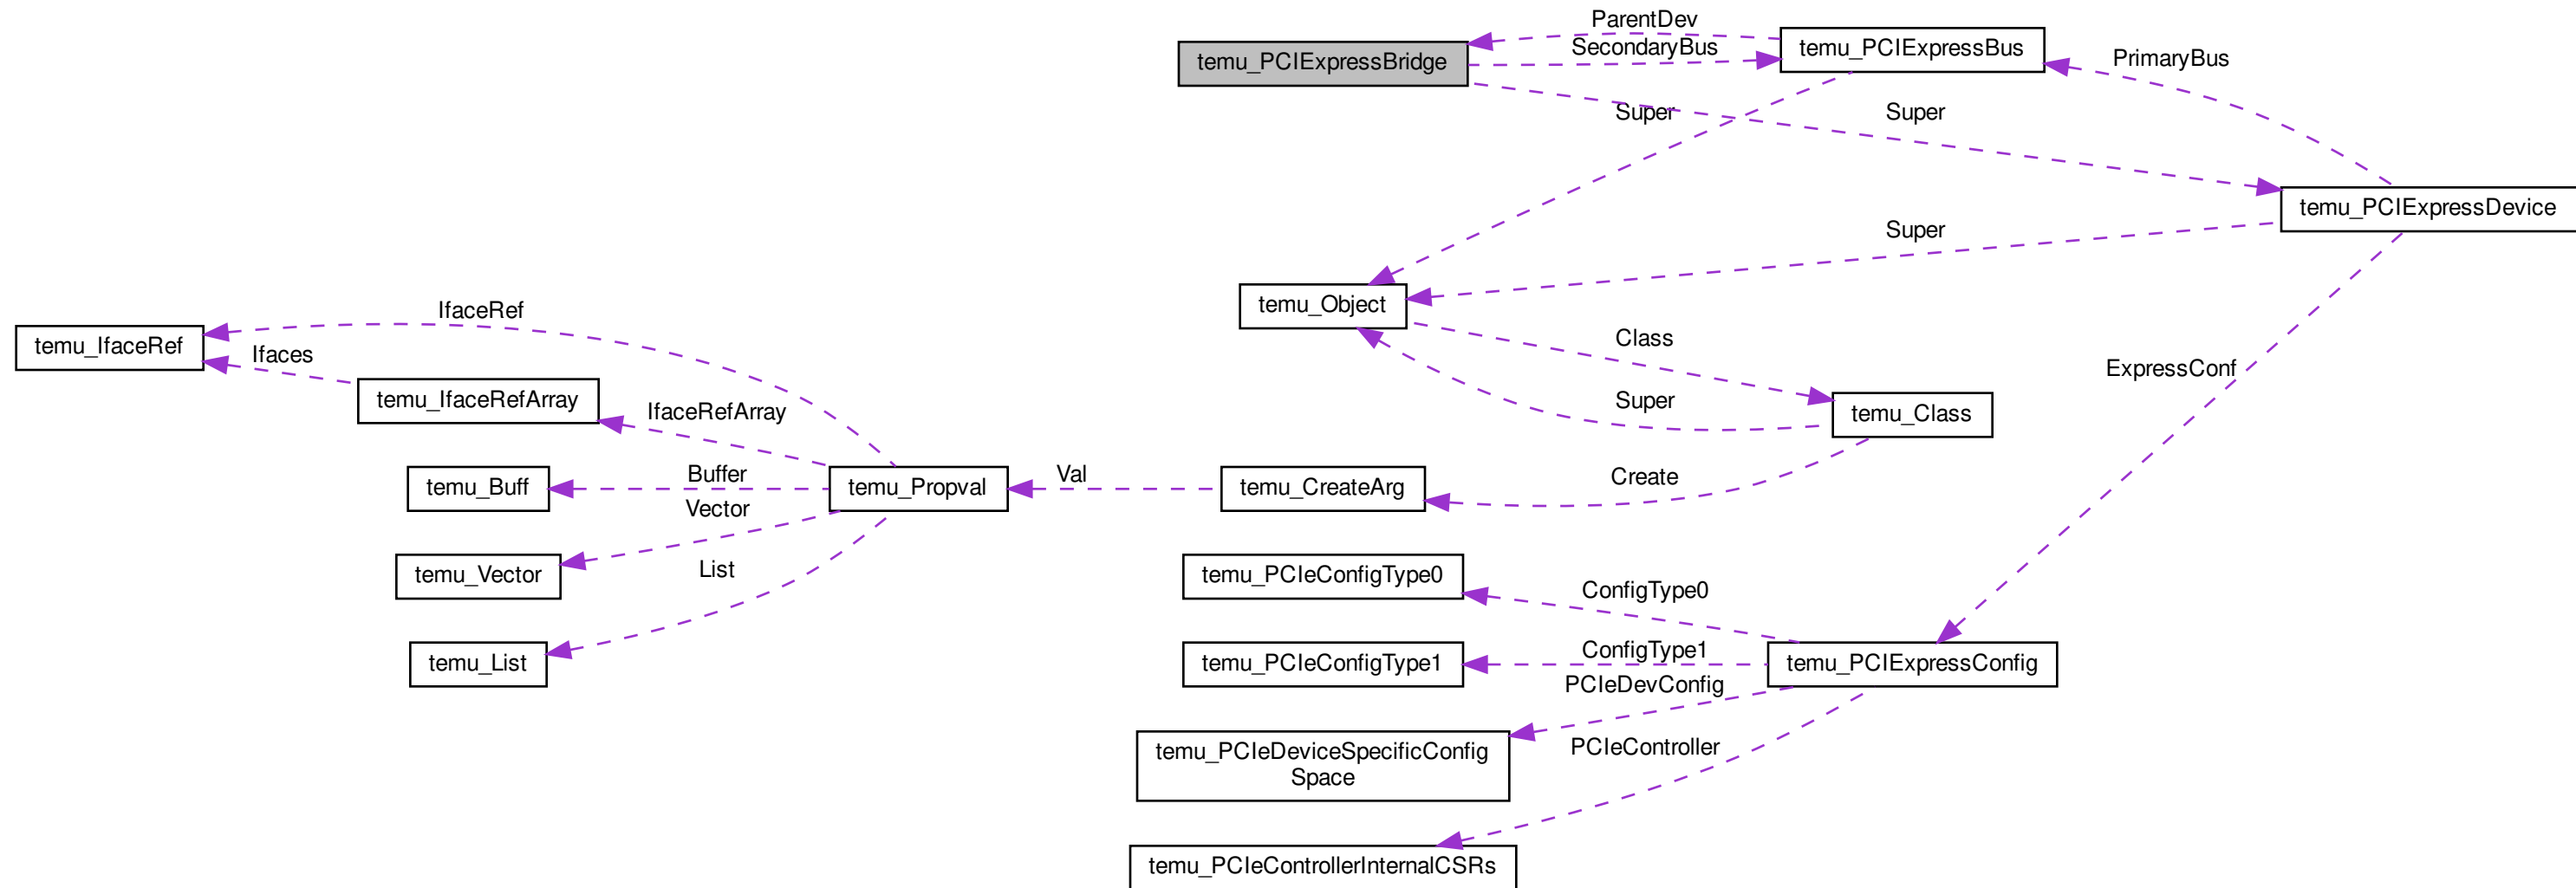 ParentDev
temu_PCIExpressBus
SecondaryBus
temu_PCIExpressBridge
PrimaryBus
Super
Super
temu_PCIExpressDevice
Super
temu_Object
IfaceRef
Class
temu_IfaceRef
Ifaces
ExpressConf
temu_IfaceRefArray
IfaceRefArray
Super
temu_Class
Buffer
Val
Create
temu_Buff
temu_Propval
temu_CreateArg
Vector
List
temu_Vector
temu_PCIeConfigType0
ConfigType0
temu_List
temu_PCIeConfigType1
ConfigType1
temu_PCIExpressConfig
PCIeDevConfig
temu_PCIeDeviceSpecificConfig
Space
PCIeController
temu_PCIeControllerInternalCSRs